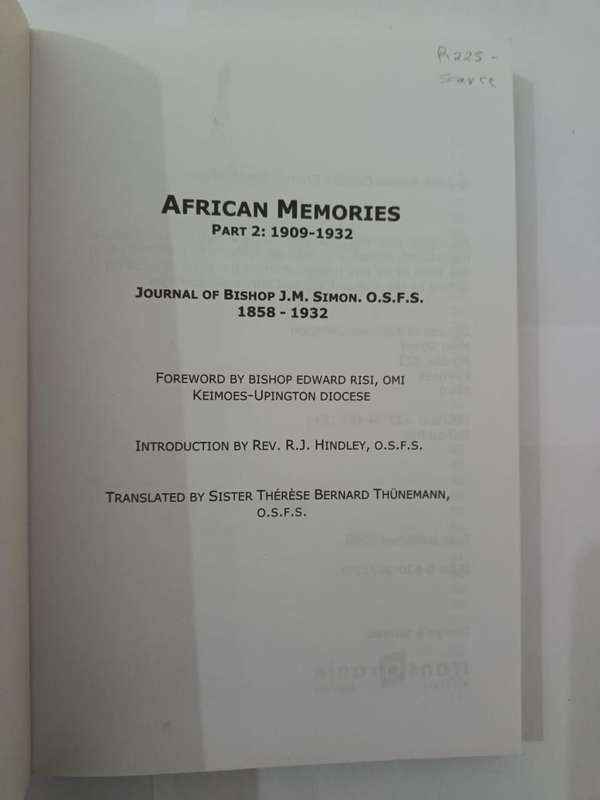 R225 -
Scarce
AFRICAN MEMORIES
PART 2: 1909-1932
JOURNAL OF BISHOP J.M. SIMON. O.S.F.S.
1858 - 1932
FOREWORD BY BISHOP EDWARD RISI, OMI
KEIMOES-UPINGTON DIOCESE
INTRODUCTION BY REV. R.J. HINDLEY, O.S.F.S.
TRANSLATED BY SISTER THÉRÈSE BERNARD THÜNEMANN,
O.S.F.S.